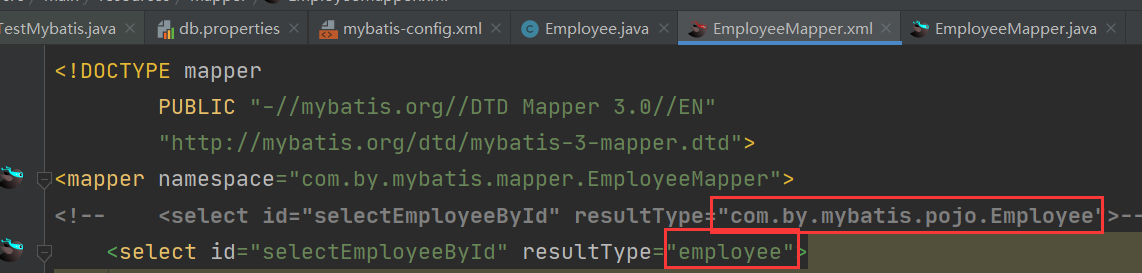 TestMybatis.java db.properties mybatis-config.xml Employee.java EmployeeMapper.xml EmployeeMapper.java
<!DOCTYPE mapper
PUBLIC "-//mybatis.org//DTD Mapper 3.0//EN"
"http://mybatis.org/dtd/mybatis-3-mapper.dtd">
<mapper namespace="com.by.mybatis.mapper.EmployeeMapper">
<!-- <select id="selectEmployeeById" resultType="com.by.mybatis.pojo.Employee">--
<select id="selectEmployeeById" resultType="employee">